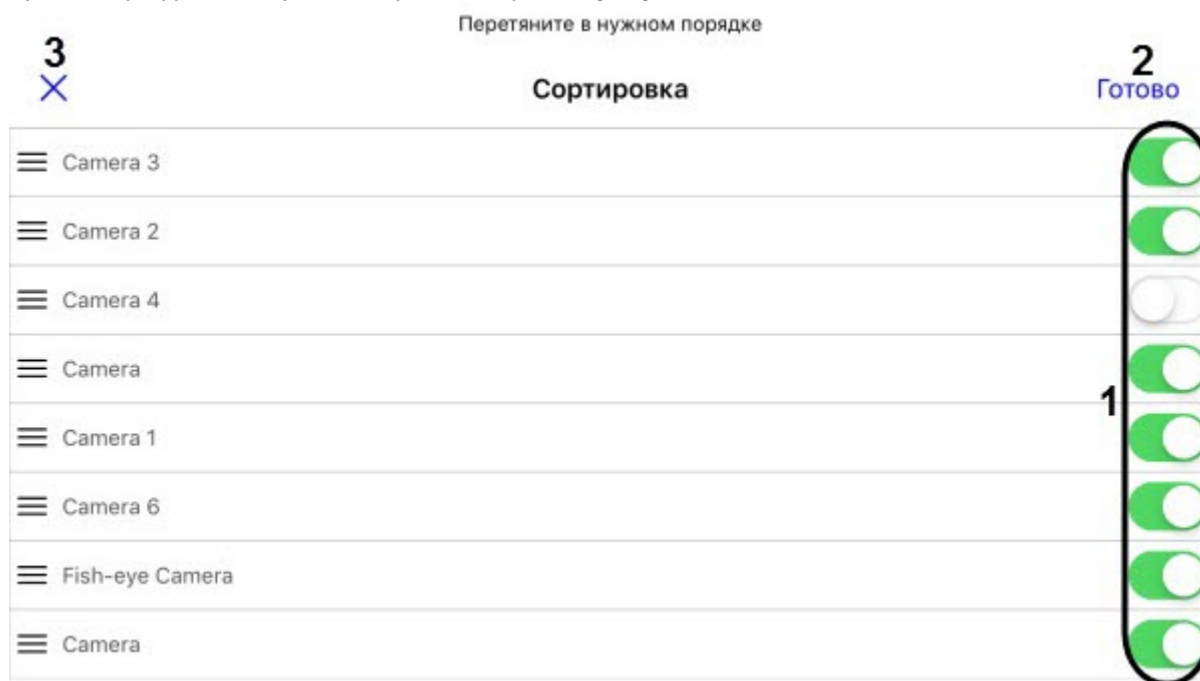 Перетяните в нужном порядке
3
2
Сортировка
Готово
Camera 3
Camera 2
Camera 4
Camera
1
Camera 1
Camera 6
Fish-eye Camera
Camera